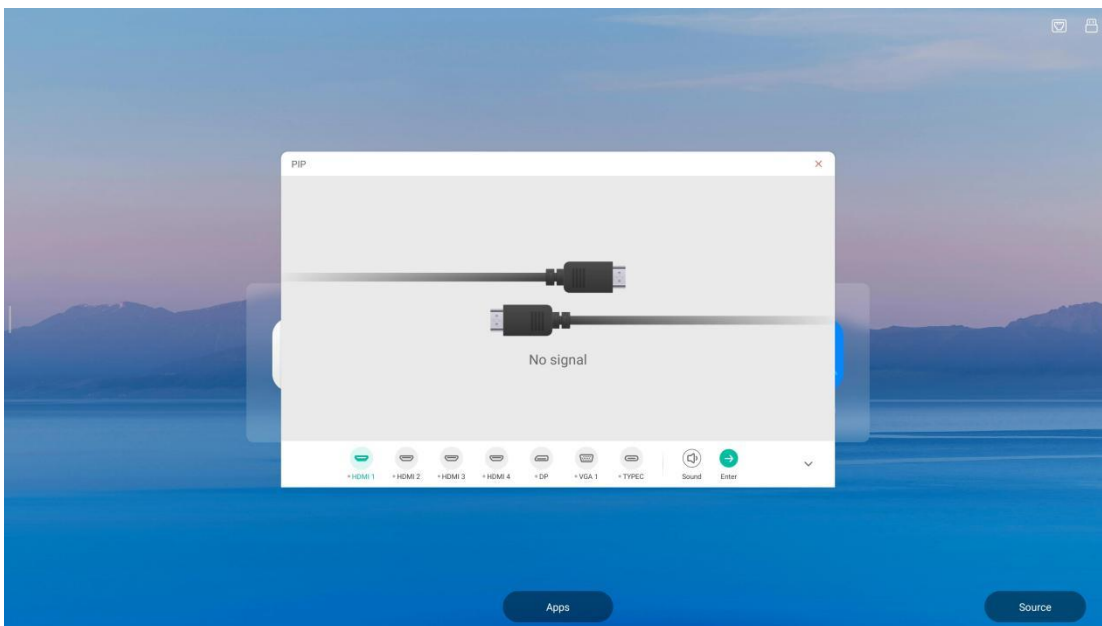 PIP
No signal
HDMI 1 HDMI 2 HDMI 3 HDMI 4 DP VGA 1 TYPEC Sound Enter
Apps Source